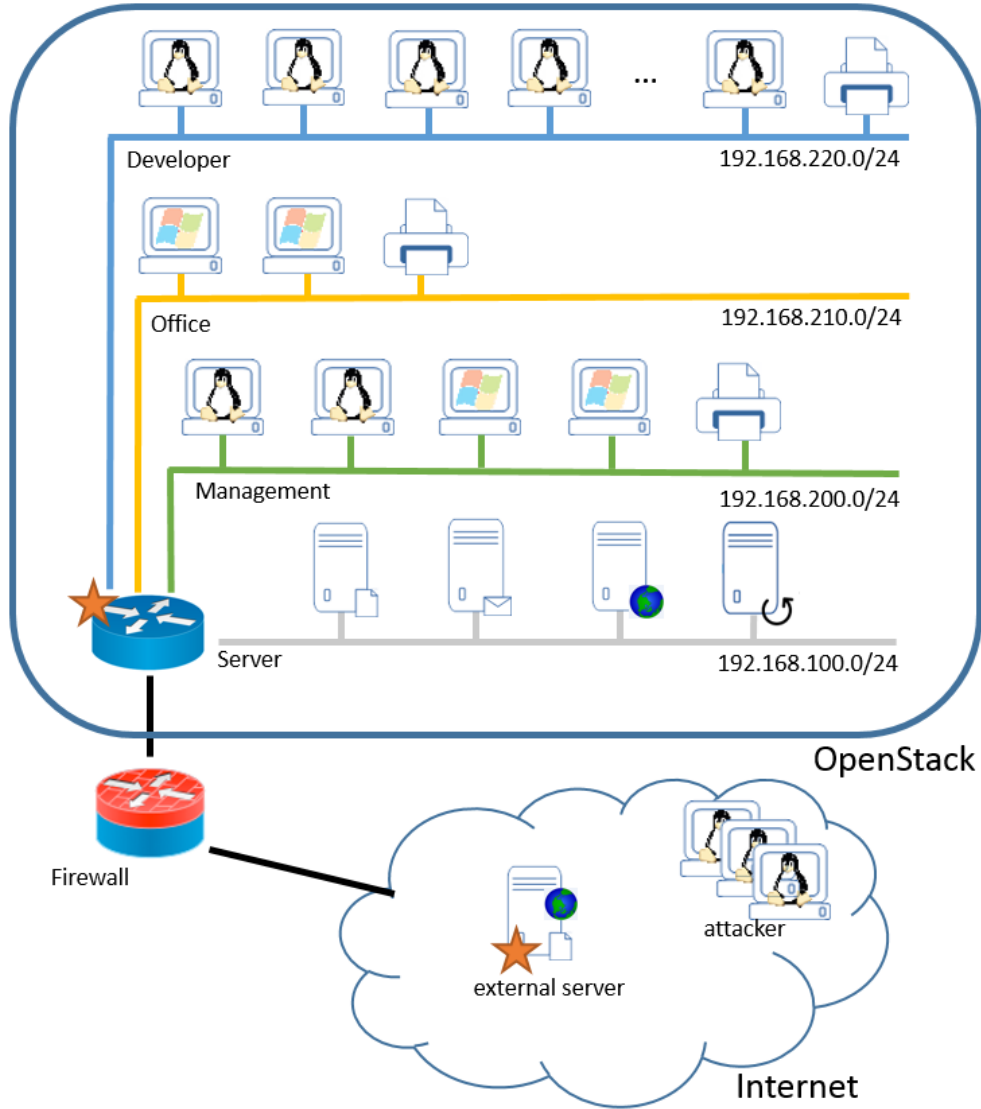 ...
Developer
192.168.220.0/24
Office
192.168.210.0/24
Management
192.168.200.0/24
Server
192.168.100.0/24
OpenStack
Firewall
attacker
external server
Internet